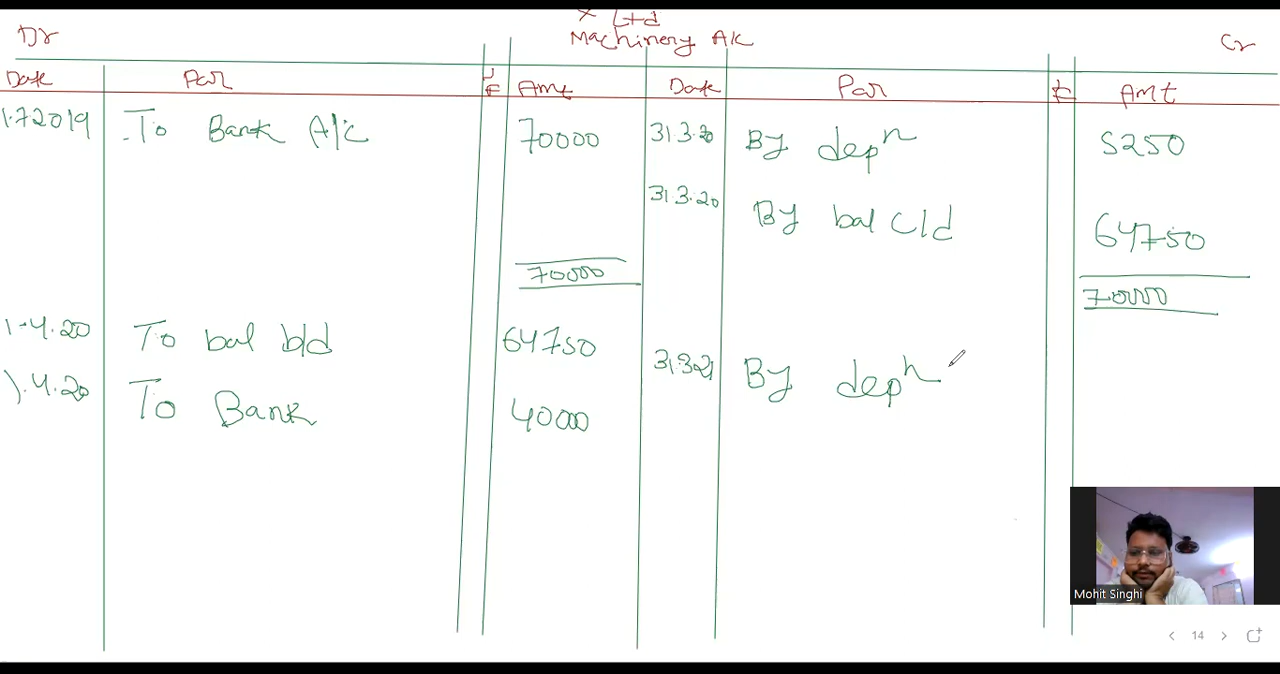 X Ltd
Dr Machinery A/c Cr
Date Par J.F Amt Date Par J.F Amt
1.7.2019 To Bank A/c 70000 31.3.20 By depn 5250
31.3.20 By bal c/d 64750
70000 70000
1.4.20 To bal b/d 64750 31.3.21 By depn
1.4.20 To Bank 40000
Mohit Singhi
14